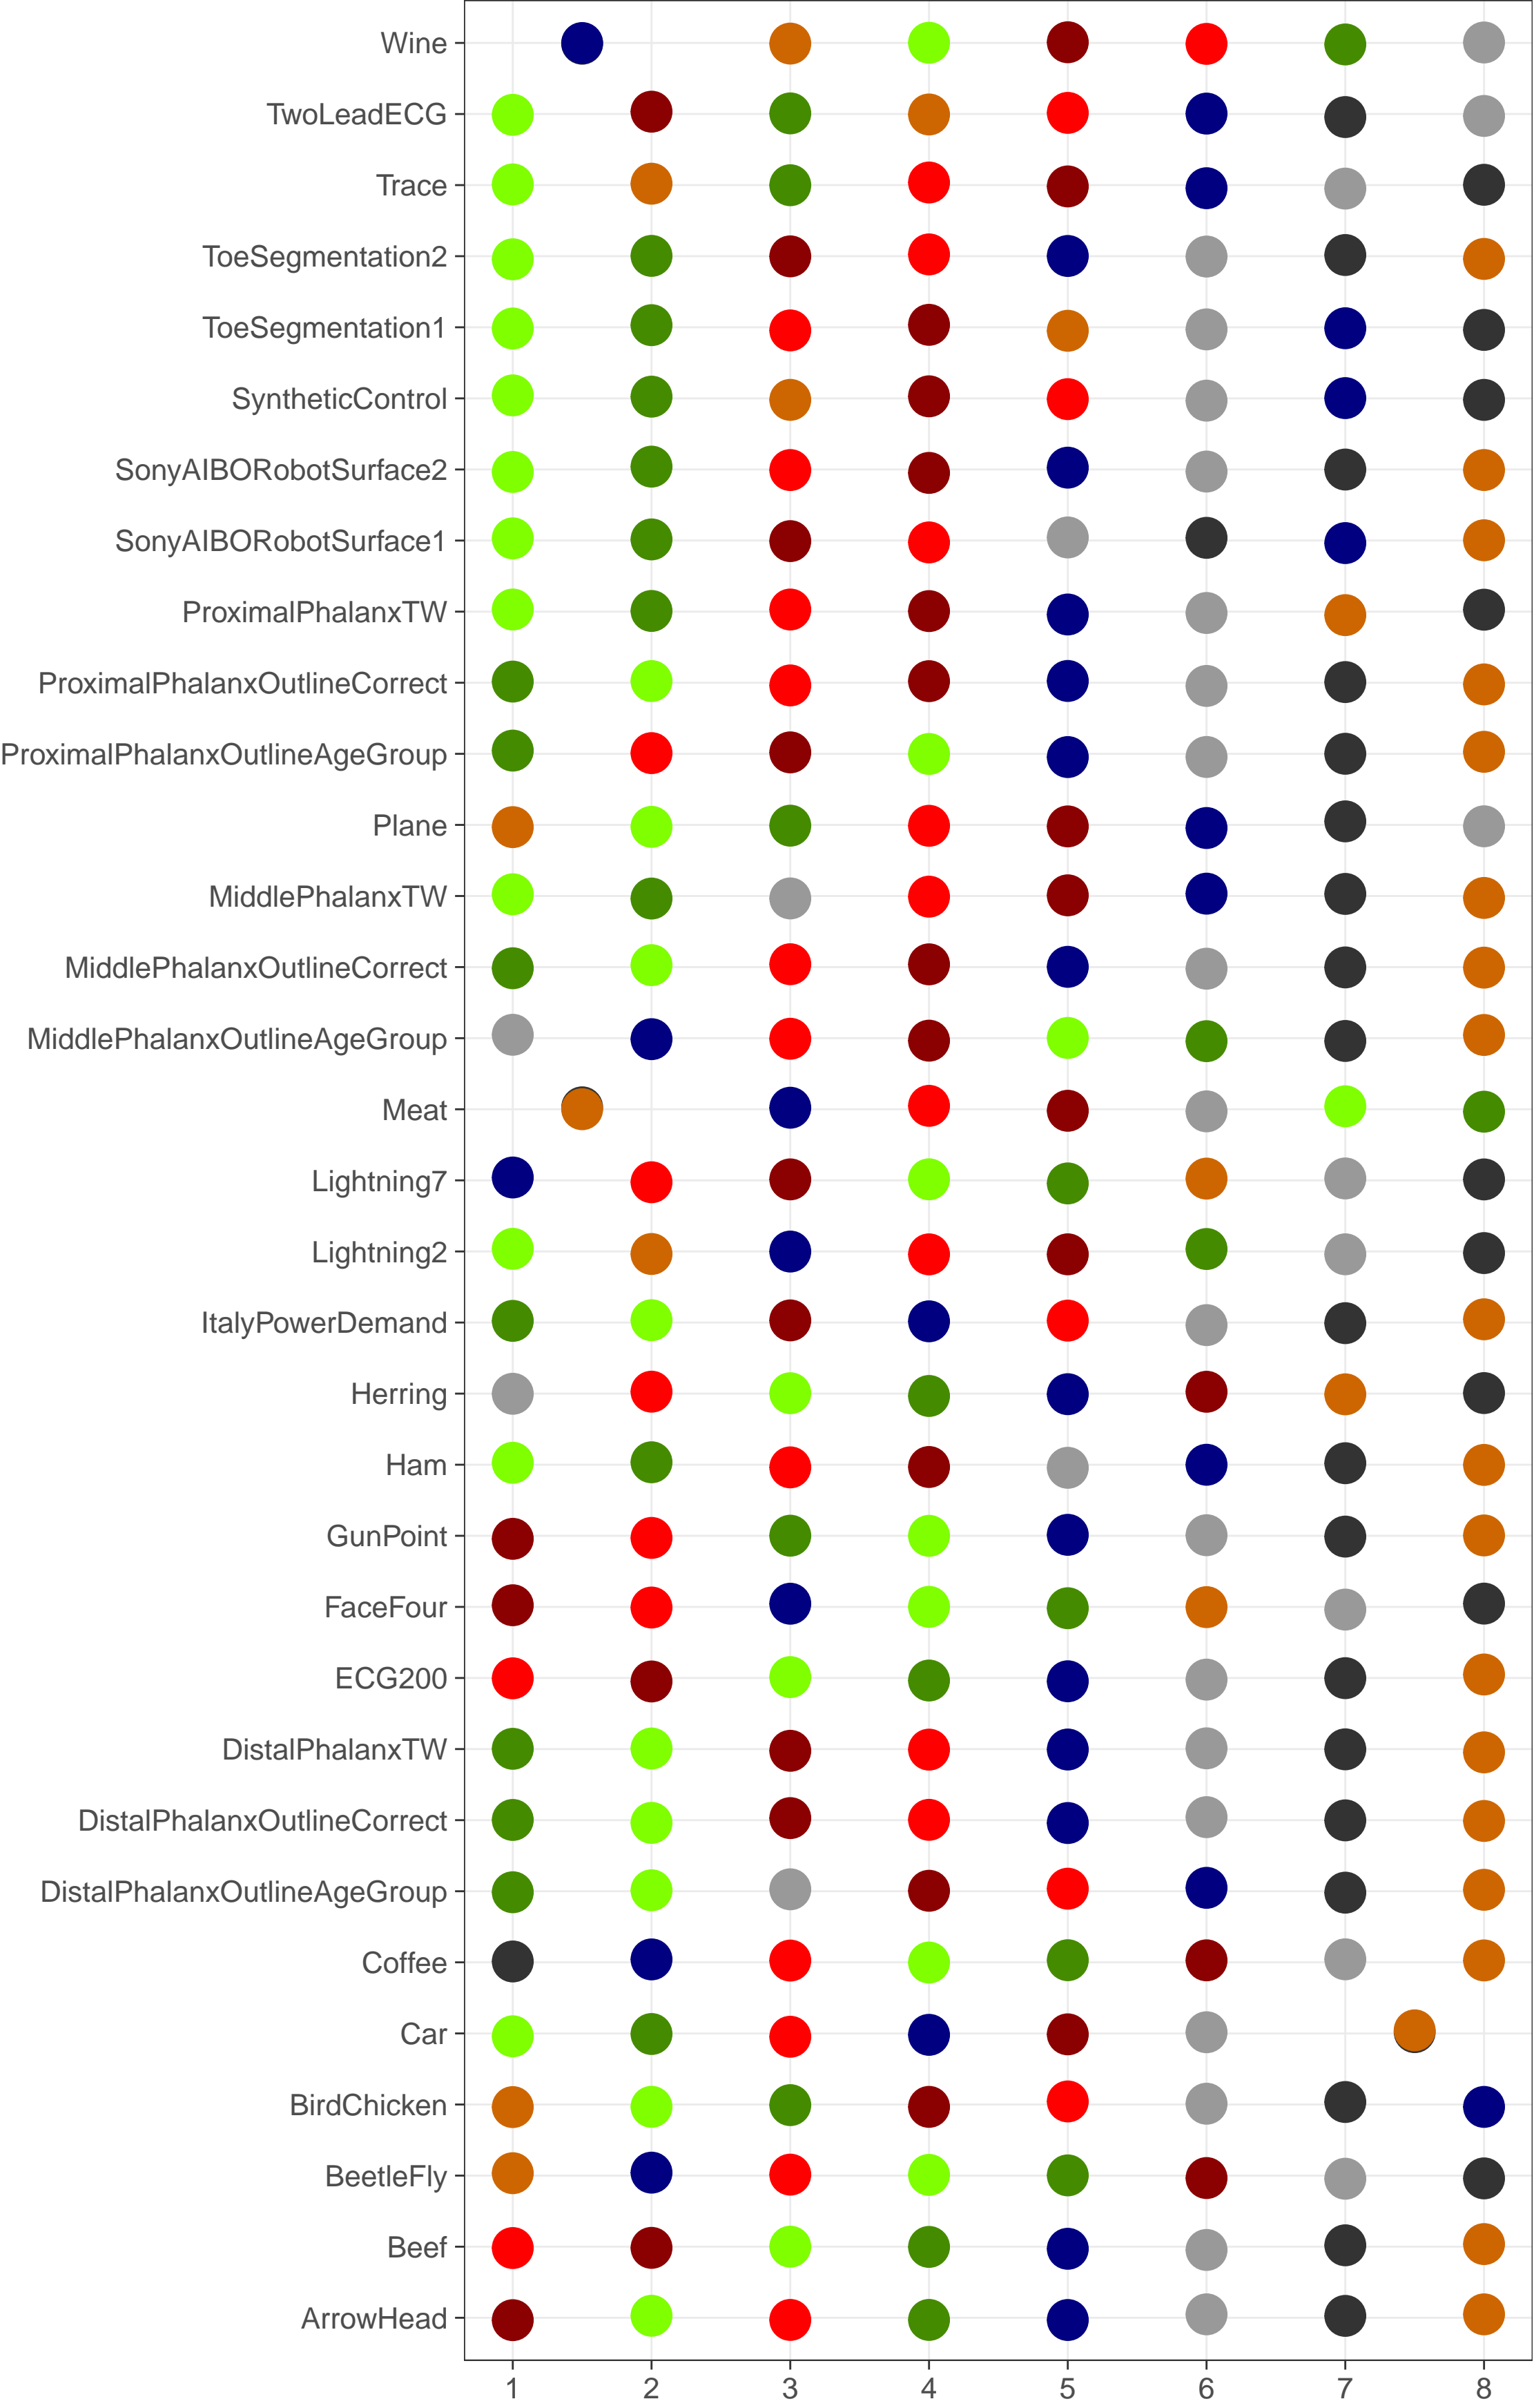 Wine
TwoLeadECG
Trace
ToeSegmentation2
ToeSegmentation1
SyntheticControl
SonyAIBORobotSurface2
SonyAIBORobotSurface1
ProximalPhalanxTW
ProximalPhalanxOutlineCorrect
ProximalPhalanxOutlineAgeGroup
Plane
MiddlePhalanxTW
MiddlePhalanxOutlineCorrect
MiddlePhalanxOutlineAgeGroup
Meat
Lightning7
Lightning2
ItalyPowerDemand
Herring
Ham
GunPoint
FaceFour
ECG200
DistalPhalanxTW
DistalPhalanxOutlineCorrect
DistalPhalanxOutlineAgeGroup
Coffee
Car
BirdChicken
BeetleFly
Beef
ArrowHead
1 2 3 4 5 6 7 8